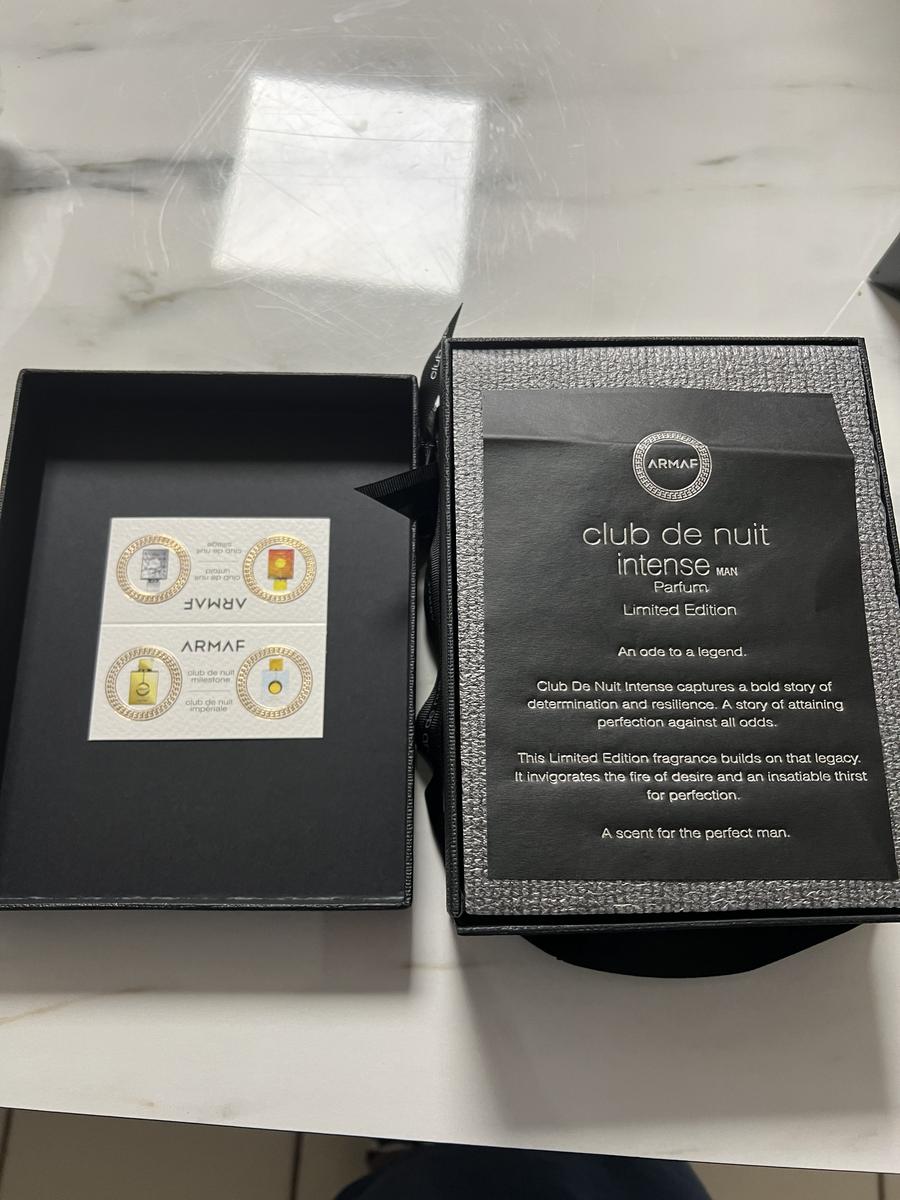 club
ARMAF
club de nuit
sillage
club de nuit
untold
ARMAF
club de nuit
milestone
club de nuit
impériale
ARMAF
club de nuit
intense MAN
Parfum
Limited Edition
An ode to a legend.
Club De Nuit Intense captures a bold story of
determination and resilience. A story of attaining
perfection against all odds.
This Limited Edition fragrance builds on that legacy.
It invigorates the fire of desire and an insatiable thirst
for perfection.
A scent for the perfect man.